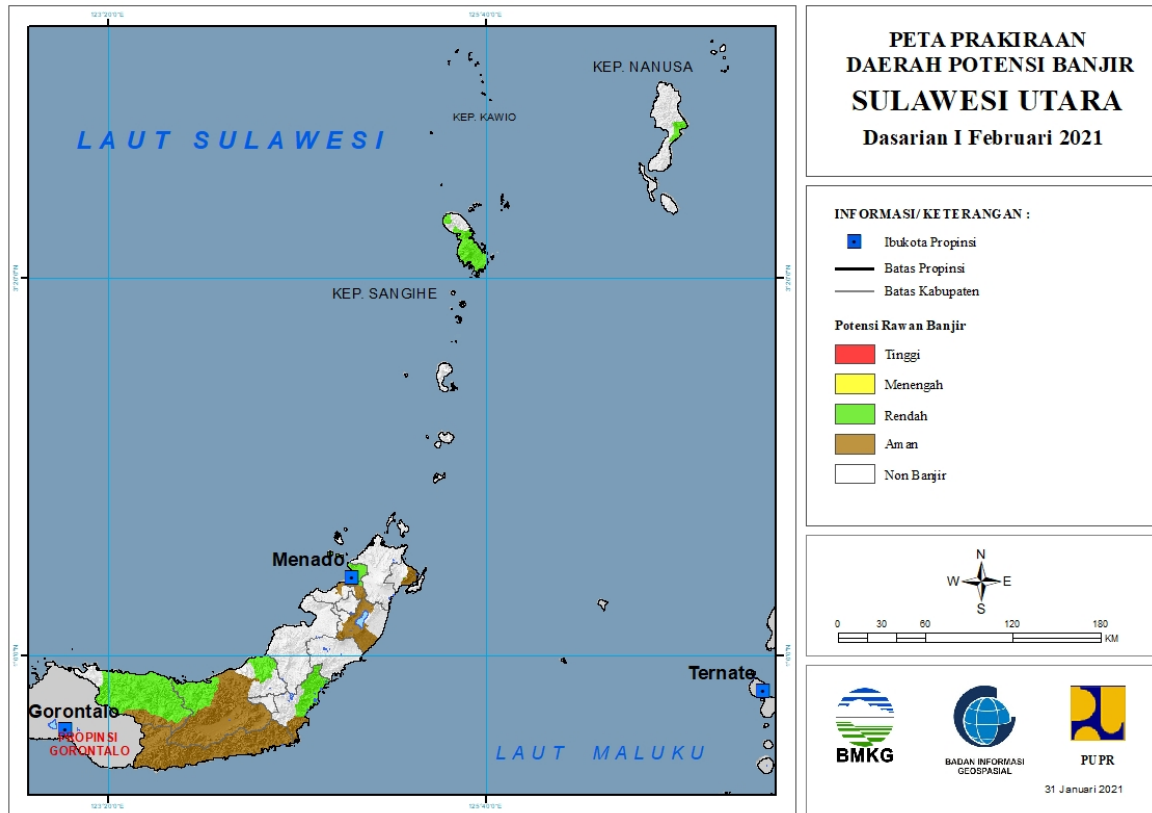 PETA PRAKIRAAN
DAERAH POTENSI BANJIR
SULAWESI UTARA
Dasarian I Februari 2021
INFORMASI/ KETERANGAN :
Ibukota Propinsi
Batas Propinsi
Batas Kabupaten
Potensi Rawan Banjir
Tinggi
Menengah
Rendah
Aman
Non Banjir
N
W E
S
0 30 60 120 180
KM
BMKG
BADAN INFORMASI
GEOSPASIAL
PUPR
31 Januari 2021
KEP. NANUSA
KEP. KAWIO
LAUT SULAWESI
KEP. SANGIHE
Menado
Ternate
Gorontalo
PROPINSI
GORONTALO
LAUT MALUKU